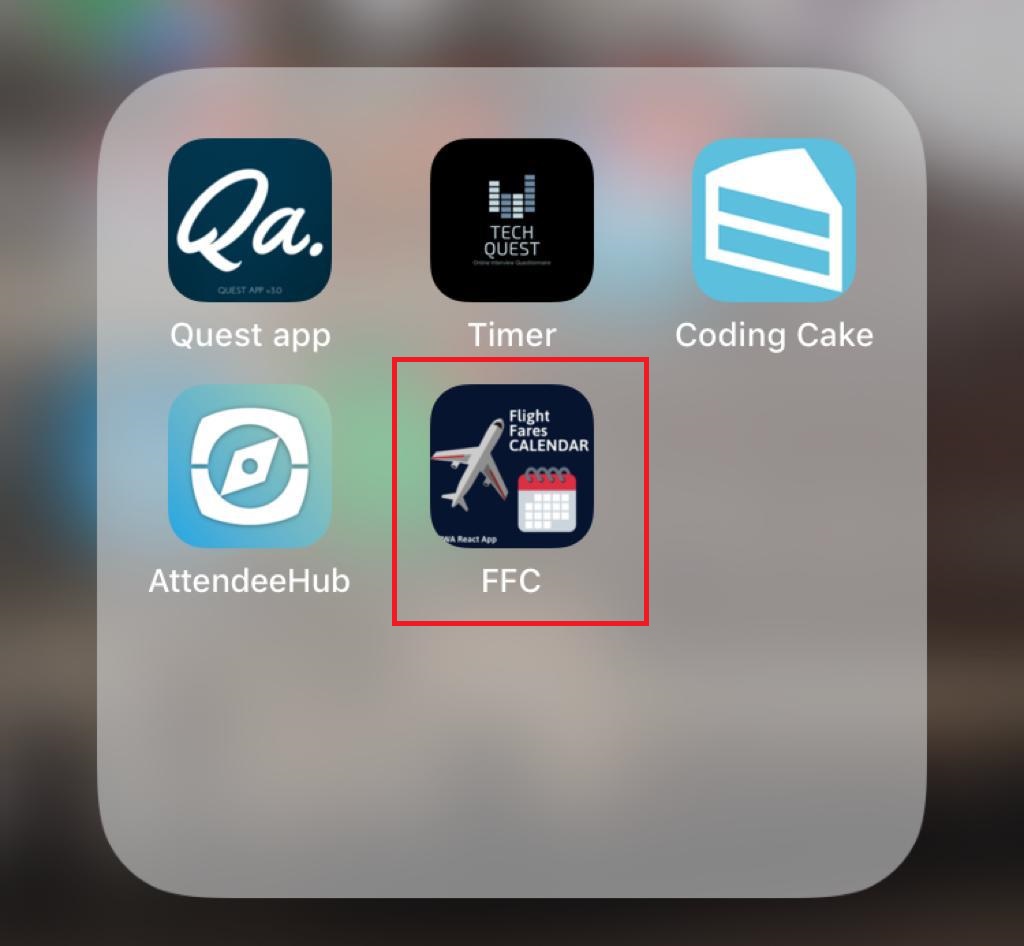 Qa.
QUEST APP v3.0
TECH
QUEST
Online Interview Questionnaire
Quest app
Timer
Coding Cake
Flight
Fares
CALENDAR
WA React App
AttendeeHub
FFC